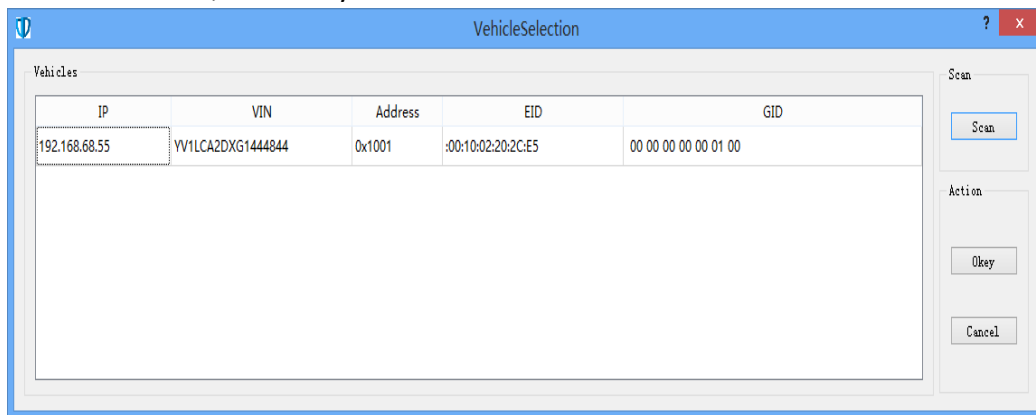 VehicleSelection
?
x
Vehicles
Scan
IP VIN Address EID GID
Scan
192.168.68.55 YV1LCA2DXG1444844 0x1001 :00:10:02:20:2C:E5 00 00 00 00 00 01 00
Action
Okey
Cancel